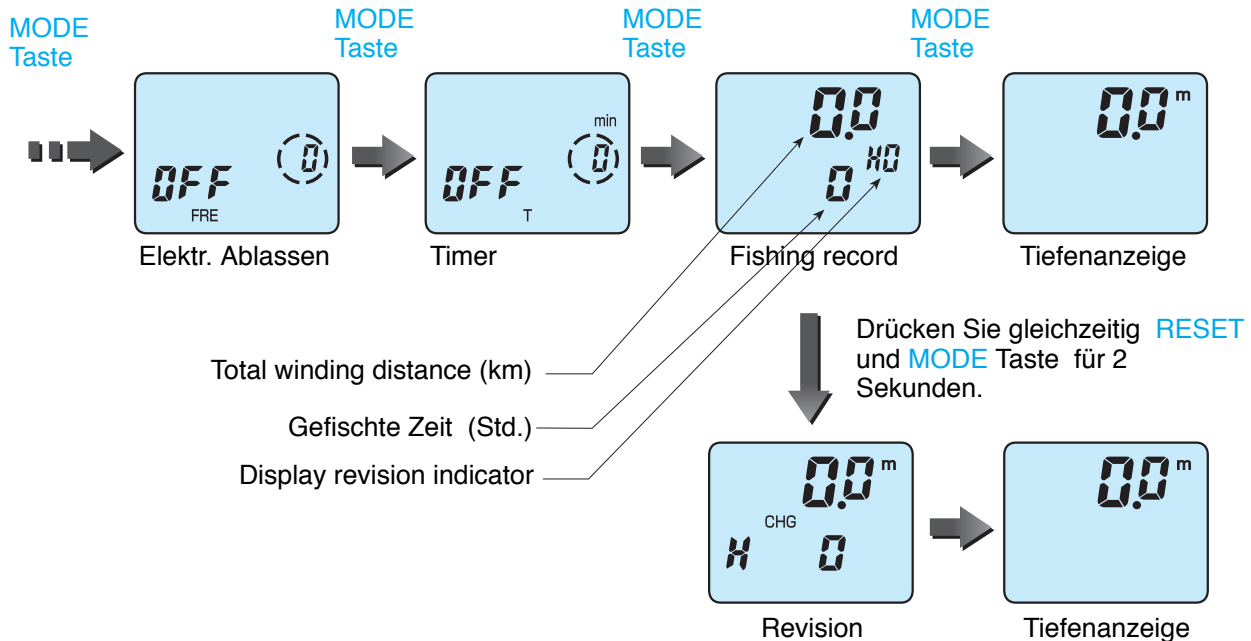 MODE
Taste
MODE
Taste
MODE
Taste
MODE
Taste
OFF
0
FRE
min
OFF
0
T
0.0
H0
0
0.0 m
Elektr. Ablassen
Timer
Fishing record
Tiefenanzeige
Total winding distance (km)
Gefischte Zeit (Std.)
Display revision indicator
Drücken Sie gleichzeitig RESET
und MODE Taste für 2
Sekunden.
0.0 m
CHG
H 0
0.0 m
Revision
Tiefenanzeige